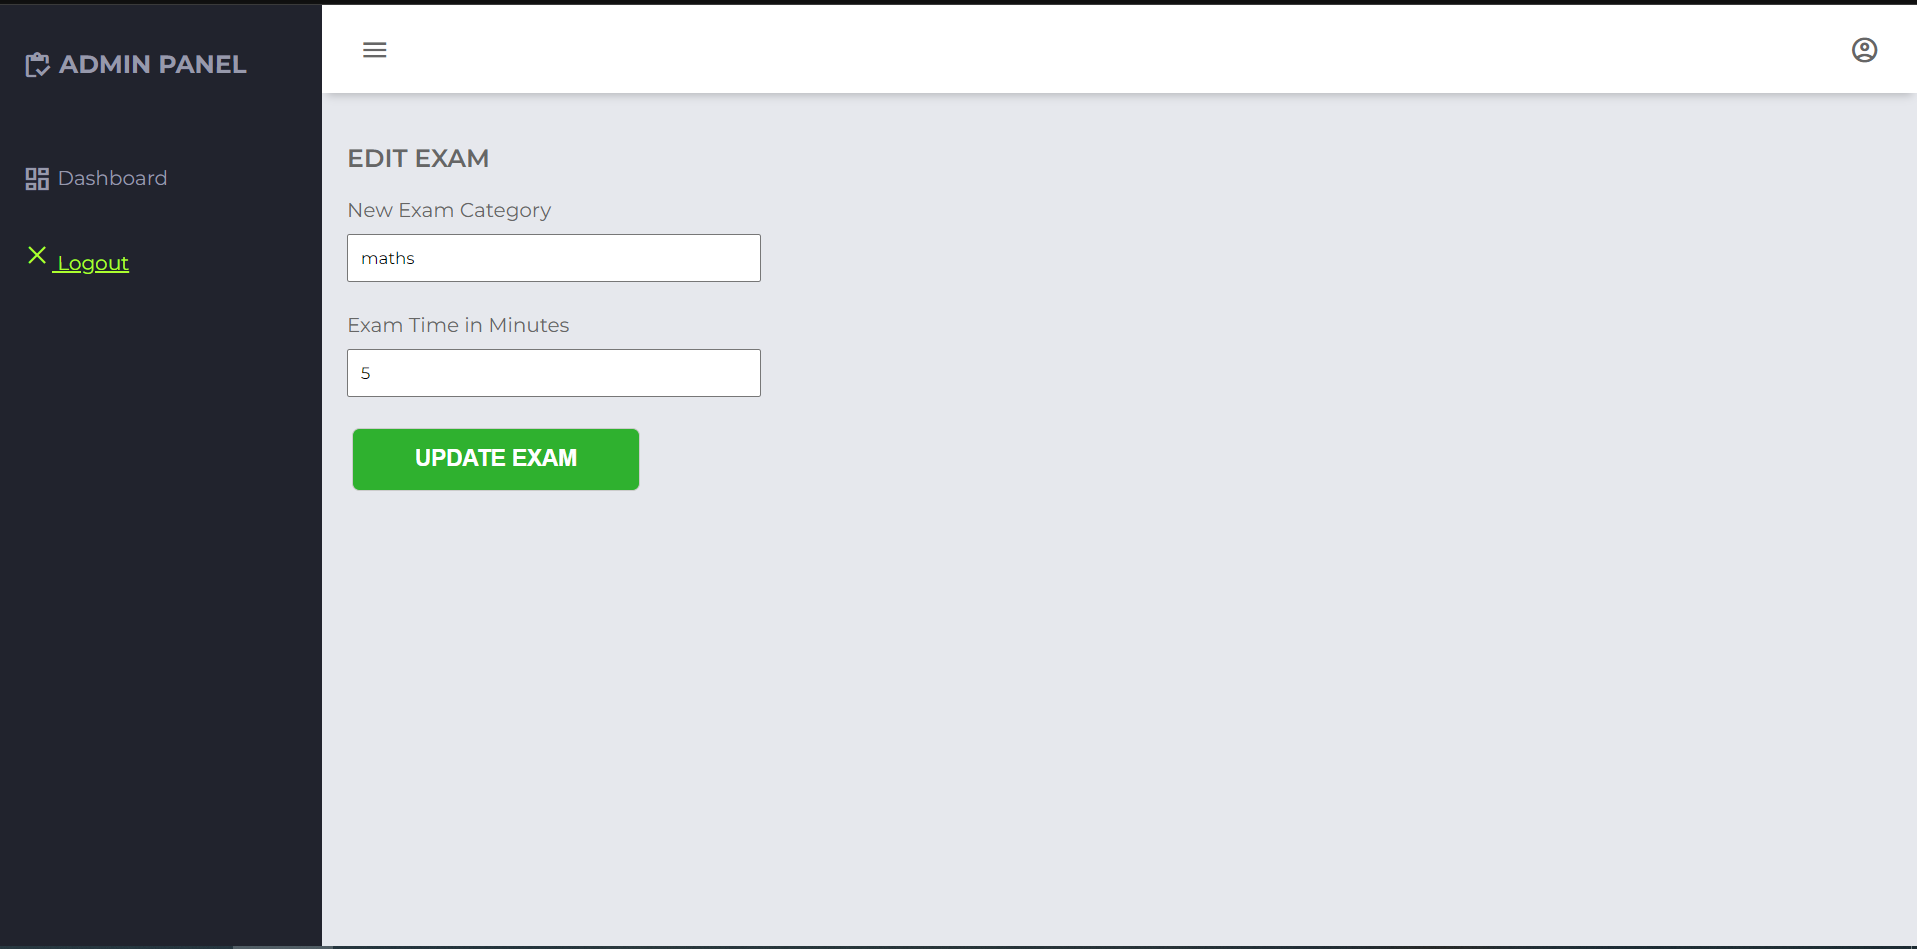 ADMIN PANEL
Dashboard
Logout
EDIT EXAM
New Exam Category
maths
Exam Time in Minutes
5
UPDATE EXAM